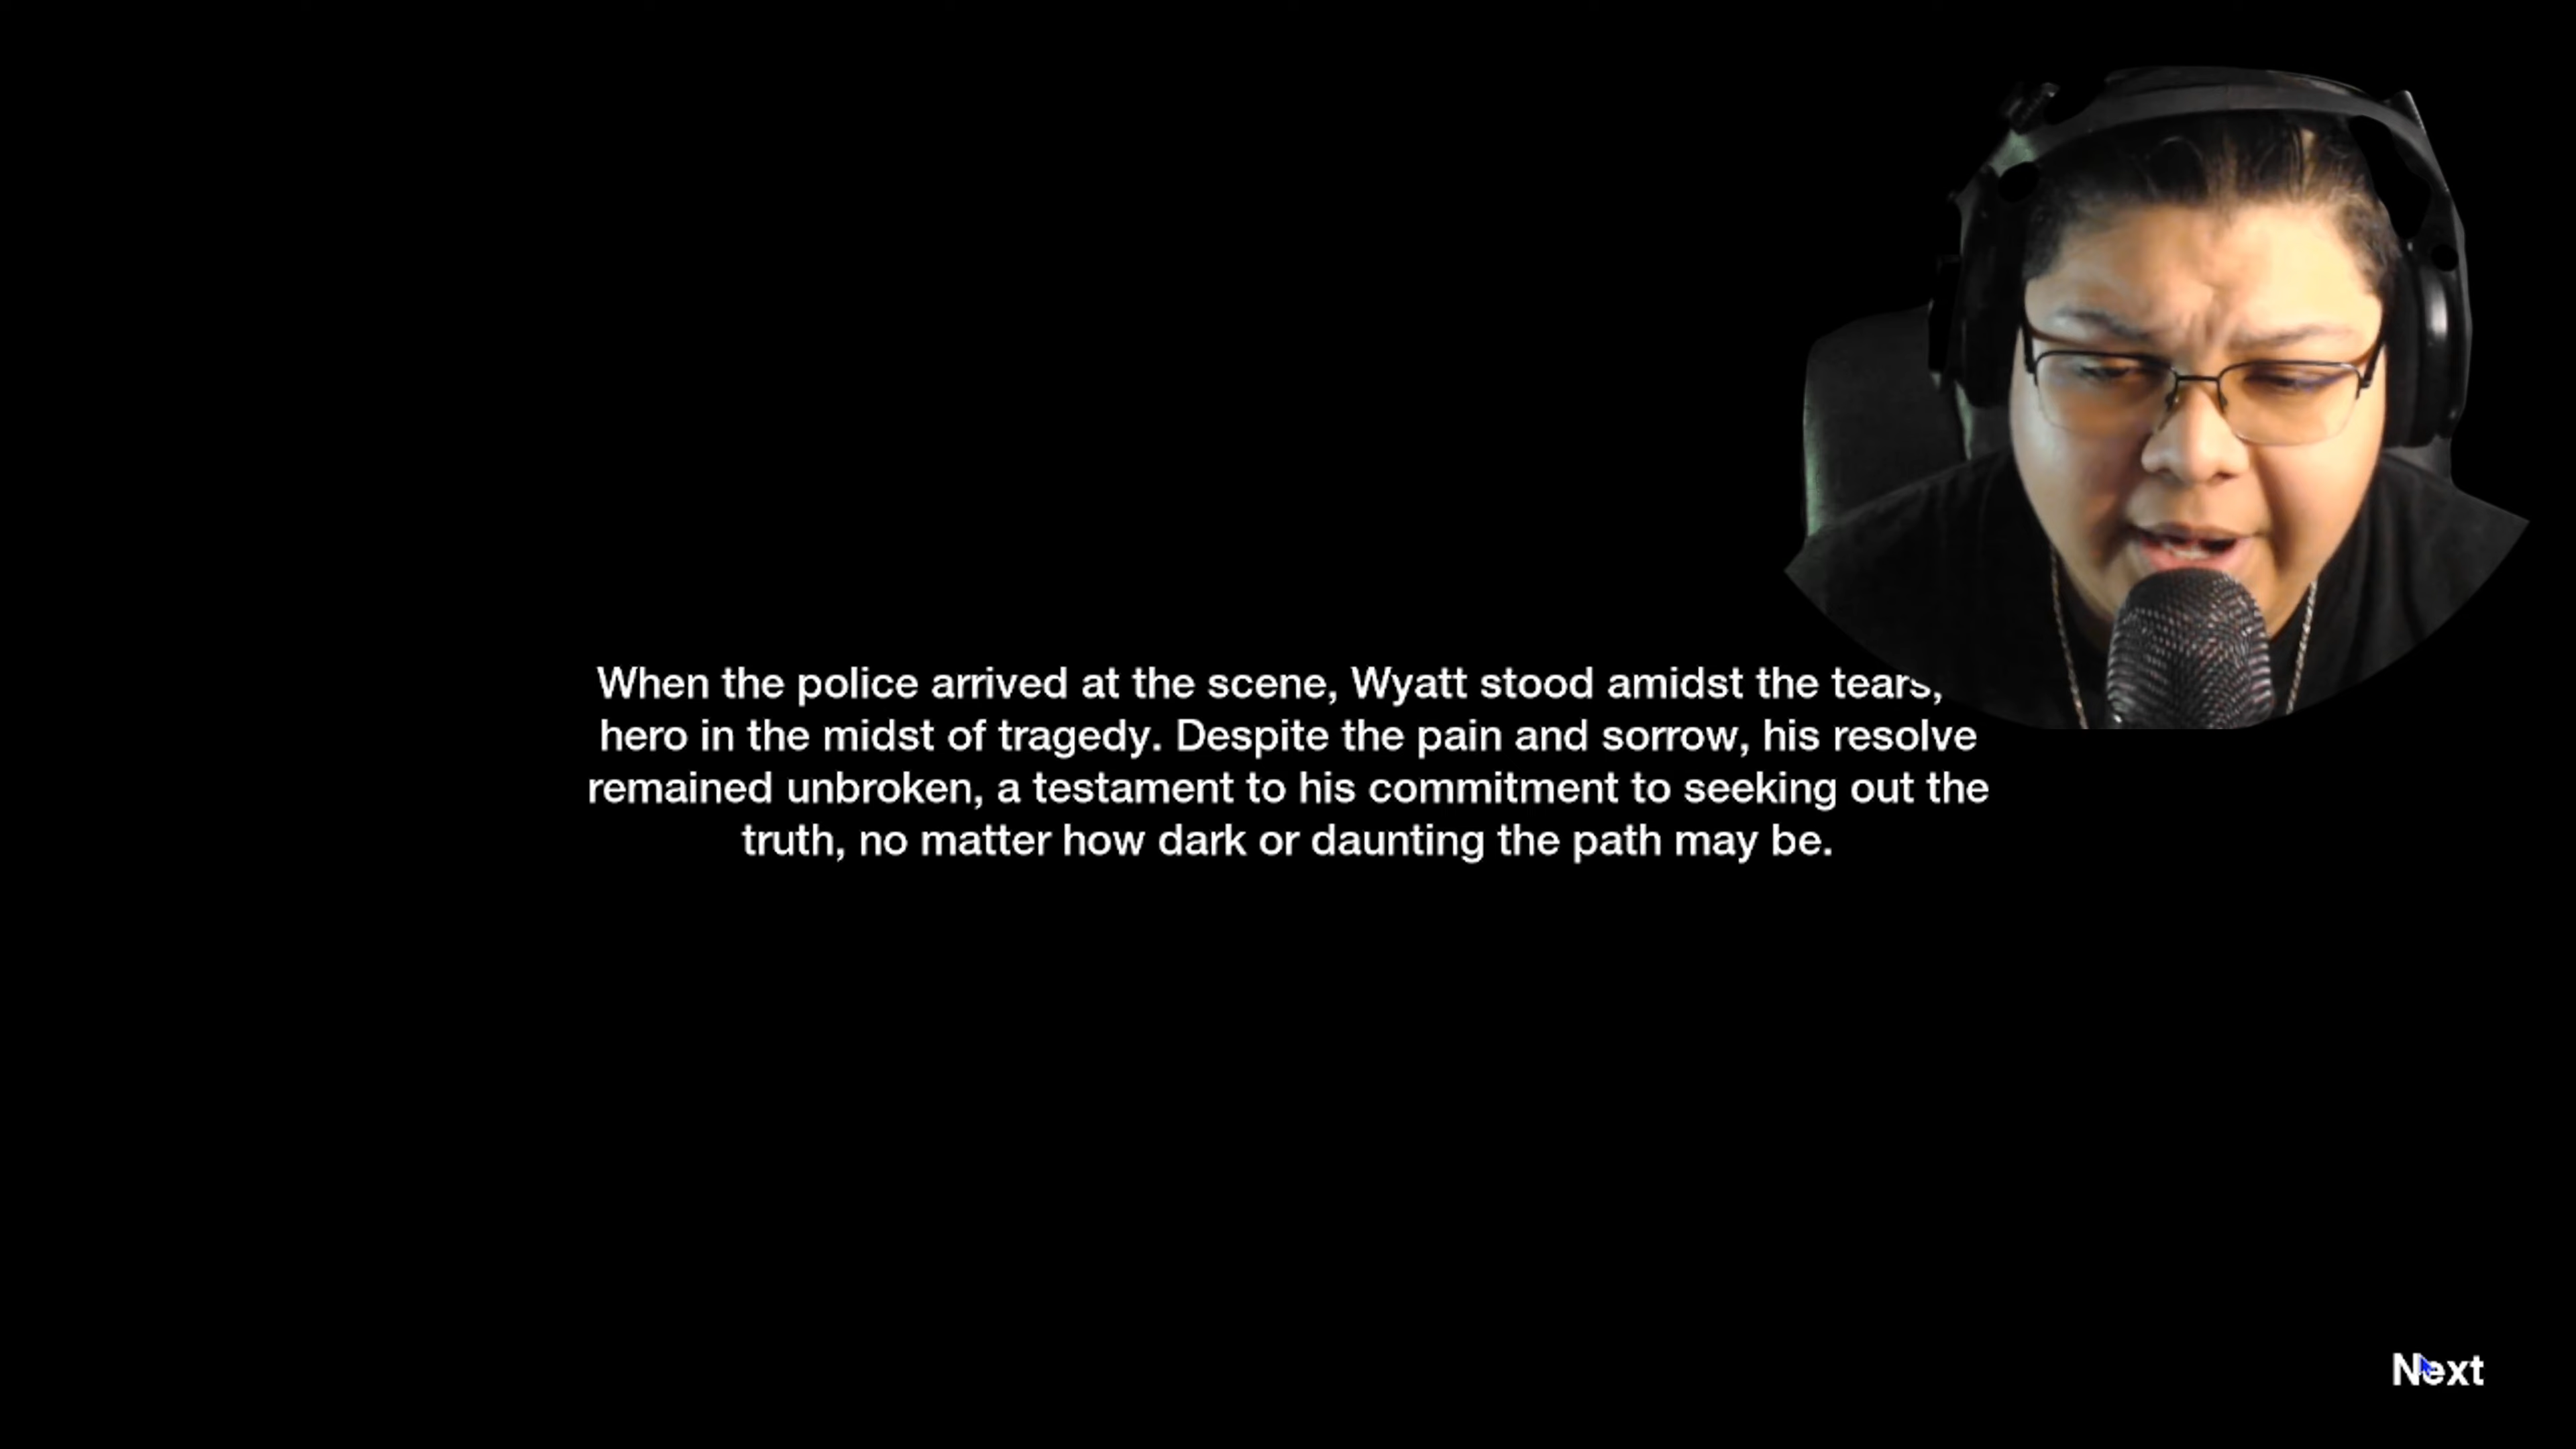 When the police arrived at the scene, Wyatt stood amidst the tears,
hero in the midst of tragedy. Despite the pain and sorrow, his resolve
remained unbroken, a testament to his commitment to seeking out the
truth, no matter how dark or daunting the path may be.
Next